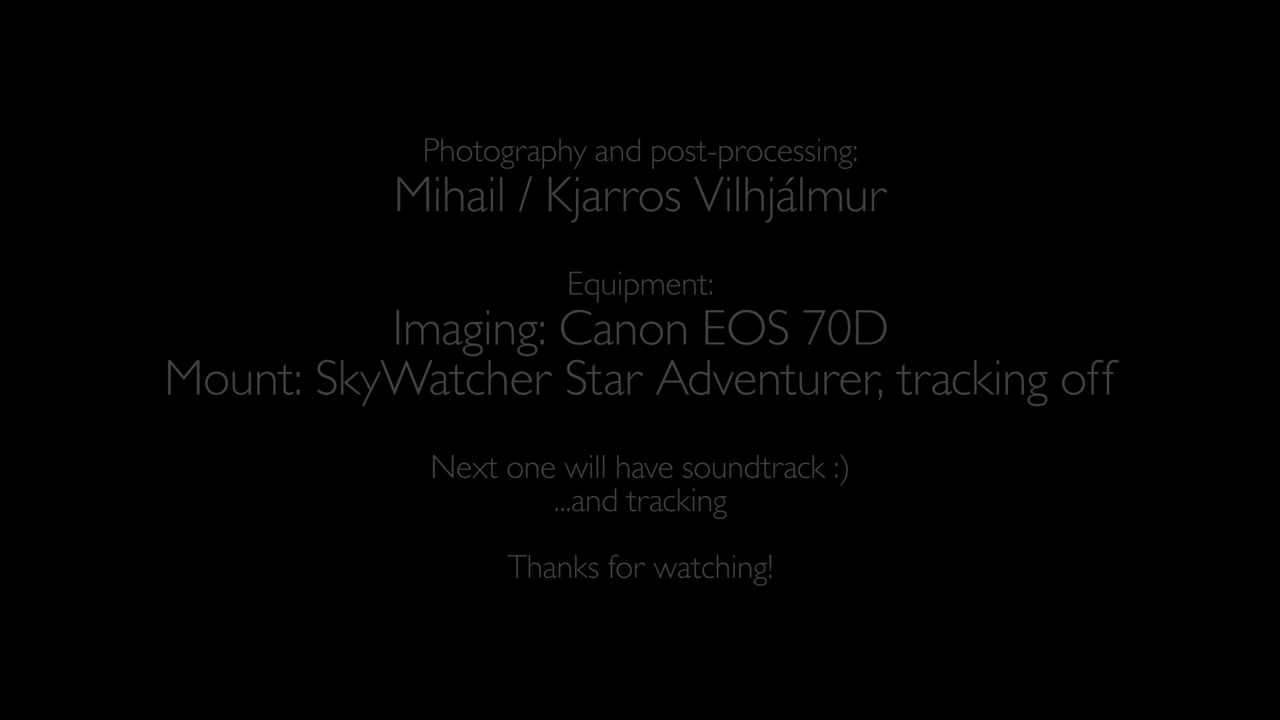 Photography and post-processing:
Mihail / Kjarros Vilhjálmur
Equipment:
Imaging: Canon EOS 70D
Mount: SkyWatcher Star Adventurer, tracking off
Next one will have soundtrack :)
...and tracking
Thanks for watching!